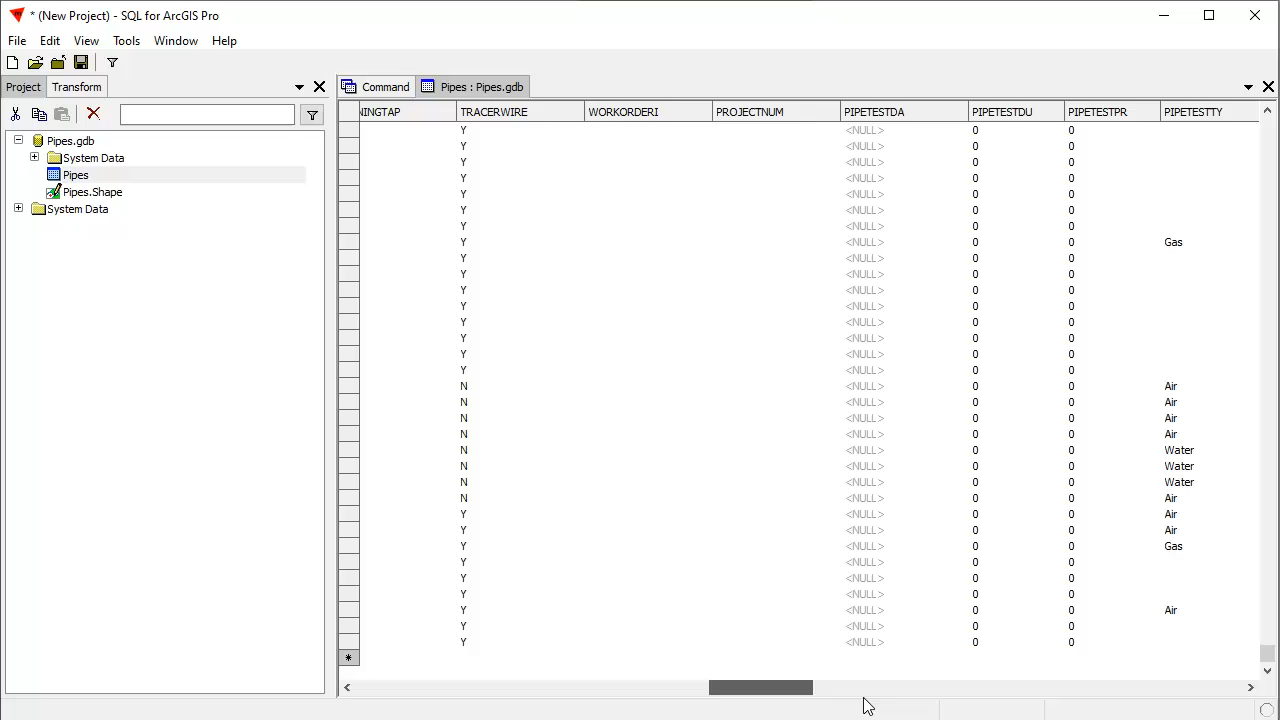 * (New Project) - SQL for ArcGIS Pro
File Edit View Tools Window Help
Project Transform
Command Pipes : Pipes.gdb
Pipes.gdb
System Data
Pipes
Pipes.Shape
System Data
NINGTAP TRACERWIRE WORKORDERI PROJECTNUM PIPETESTDA PIPETESTDU PIPETESTPR PIPETESTTY
Y <NULL> 0 0
Y <NULL> 0 0
Y <NULL> 0 0
Y <NULL> 0 0
Y <NULL> 0 0
Y <NULL> 0 0
Y <NULL> 0 0
Y <NULL> 0 0 Gas
Y <NULL> 0 0
Y <NULL> 0 0
Y <NULL> 0 0
Y <NULL> 0 0
Y <NULL> 0 0
Y <NULL> 0 0
Y <NULL> 0 0
Y <NULL> 0 0
N <NULL> 0 0 Air
N <NULL> 0 0 Air
N <NULL> 0 0 Air
N <NULL> 0 0 Air
N <NULL> 0 0 Water
N <NULL> 0 0 Water
N <NULL> 0 0 Water
N <NULL> 0 0 Air
Y <NULL> 0 0 Air
Y <NULL> 0 0 Air
Y <NULL> 0 0 Gas
Y <NULL> 0 0
Y <NULL> 0 0
Y <NULL> 0 0
Y <NULL> 0 0 Air
Y <NULL> 0 0
Y <NULL> 0 0
*